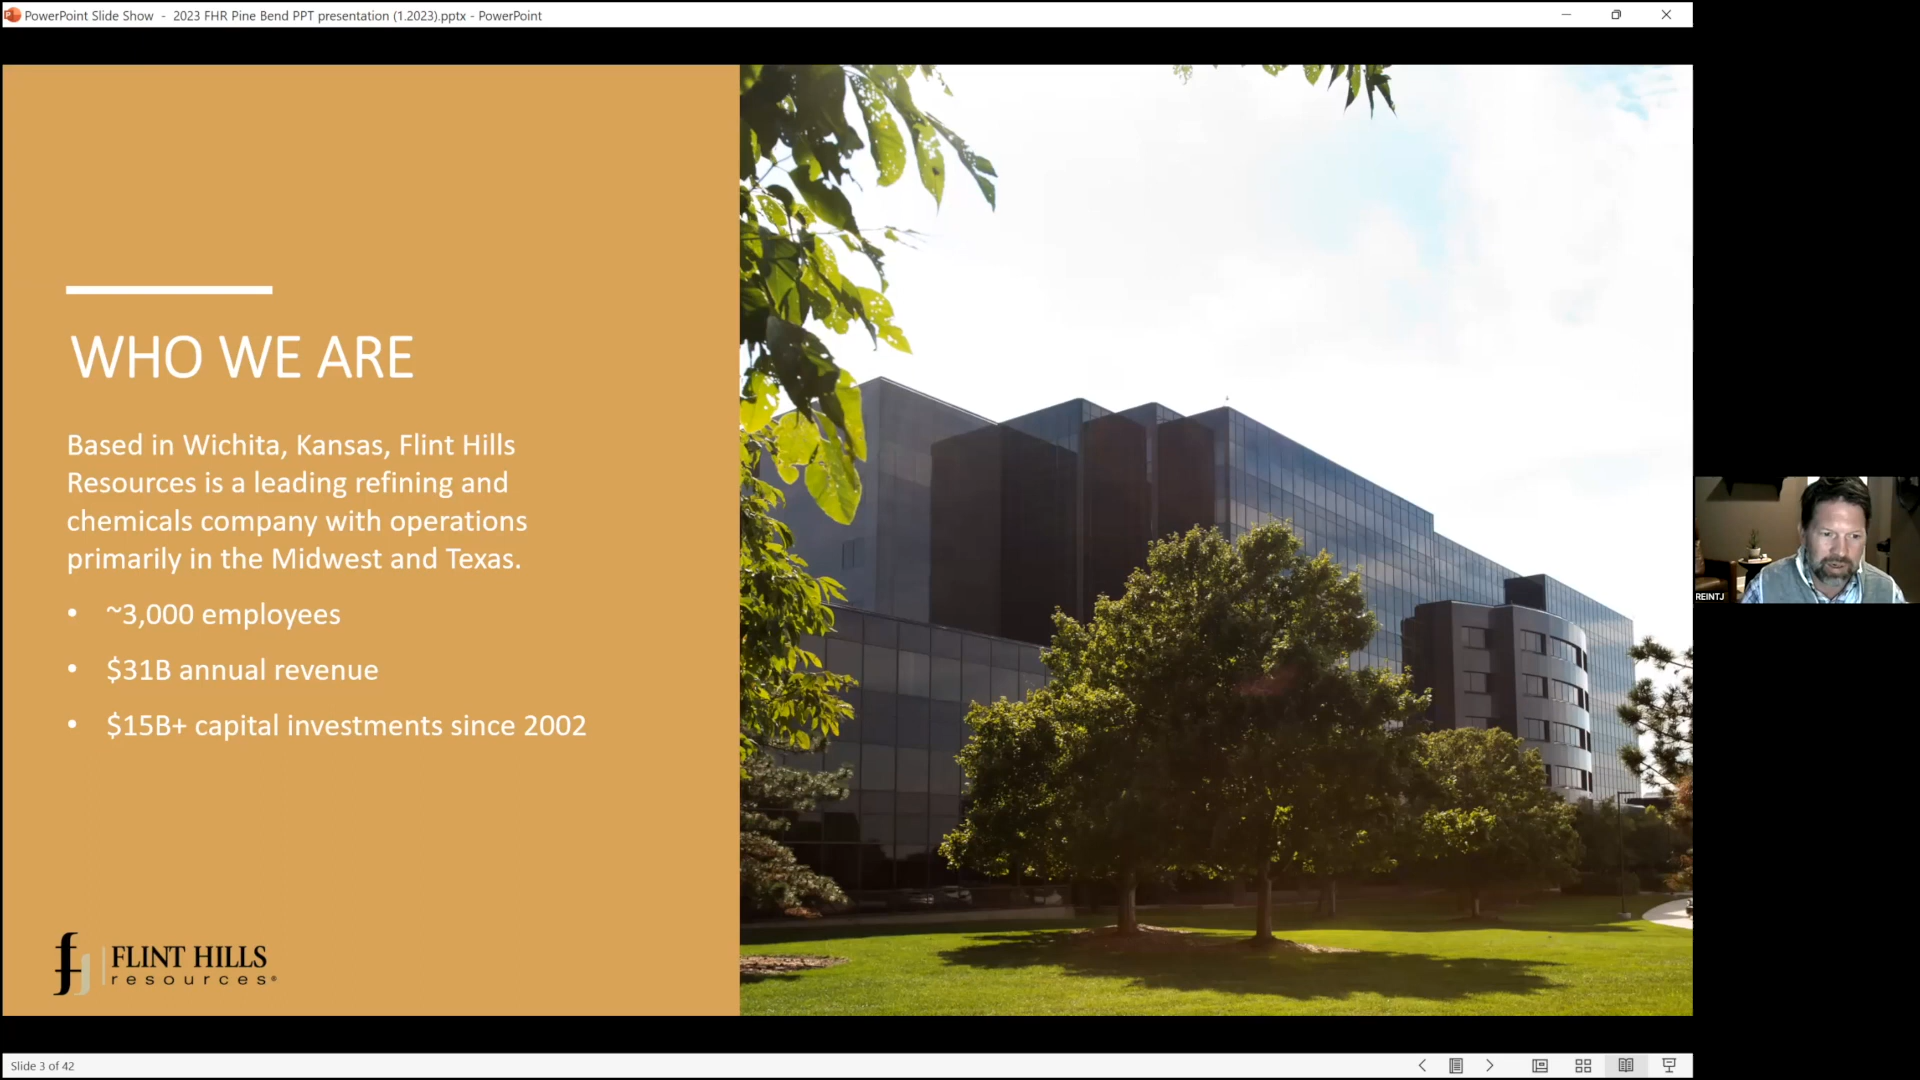 PowerPoint Slide Show - 2023 FHR Pine Bend PPT presentation (1.2023).pptx - PowerPoint
WHO WE ARE
Based in Wichita, Kansas, Flint Hills
Resources is a leading refining and
chemicals company with operations
primarily in the Midwest and Texas.
• ~3,000 employees
• $31B annual revenue
• $15B+ capital investments since 2002
FLINT HILLS
resources®
REINTJ
Slide 3 of 42